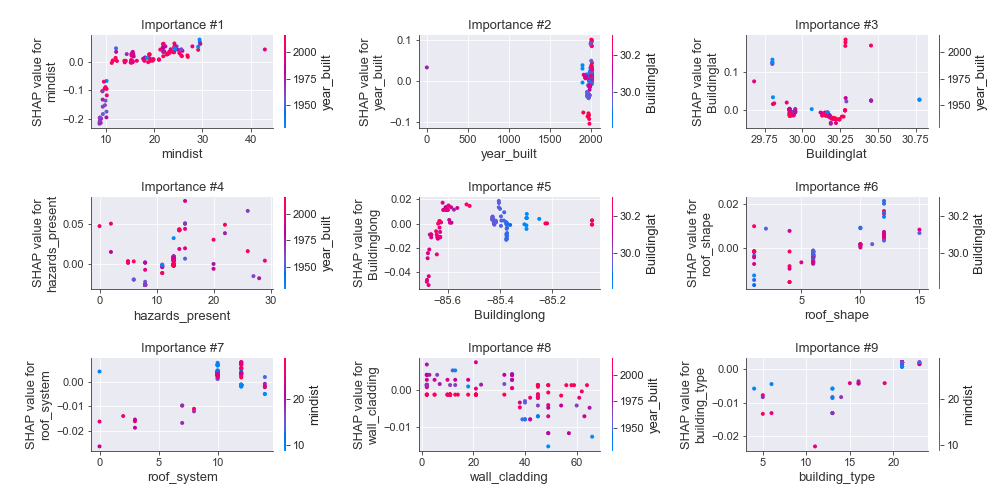 Importance #1
SHAP value for
mindist
0.0
−0.1
−0.2
10
20
30
40
mindist
2000
1975
1950
year_built
Importance #2
SHAP value for
year_built
0.1
0.0
−0.1
0
500
1000
1500
2000
year_built
30.2
30.0
Buildinglat
Importance #3
SHAP value for
Buildinglat
0.1
0.0
29.75
30.00
30.25
30.50
30.75
Buildinglat
2000
1975
1950
year_built
Importance #4
SHAP value for
hazards_present
0.05
0.00
0
10
20
30
hazards_present
2000
1975
1950
year_built
Importance #5
SHAP value for
Buildinglong
0.02
0.00
−0.02
−0.04
−85.6
−85.4
−85.2
Buildinglong
30.2
30.0
Buildinglat
Importance #6
SHAP value for
roof_shape
0.02
0.00
5
10
15
roof_shape
30.2
30.0
Buildinglat
Importance #7
SHAP value for
roof_system
0.00
−0.01
−0.02
0
5
10
roof_system
20
10
mindist
Importance #8
SHAP value for
wall_cladding
0.00
−0.01
0
20
40
60
wall_cladding
2000
1975
1950
year_built
Importance #9
SHAP value for
building_type
0.00
−0.01
−0.02
5
10
15
20
building_type
20
10
mindist